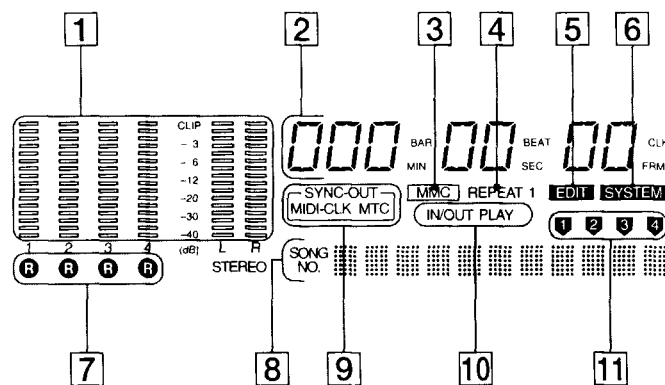 1 2 3 4 5 6
CLIP
000 BAR 00 BEAT 00 CLK
MIN SEC FRM
-3
-6
-12
-20
-30
-40
(dB)
SYNC-OUT
MIDI-CLK MTC
MMC REPEAT 1 EDIT SYSTEM
IN/OUT PLAY
1 2 3 4
1 2 3 4 L R
STEREO
R R R R
SONG NO.
7 8 9 10 11